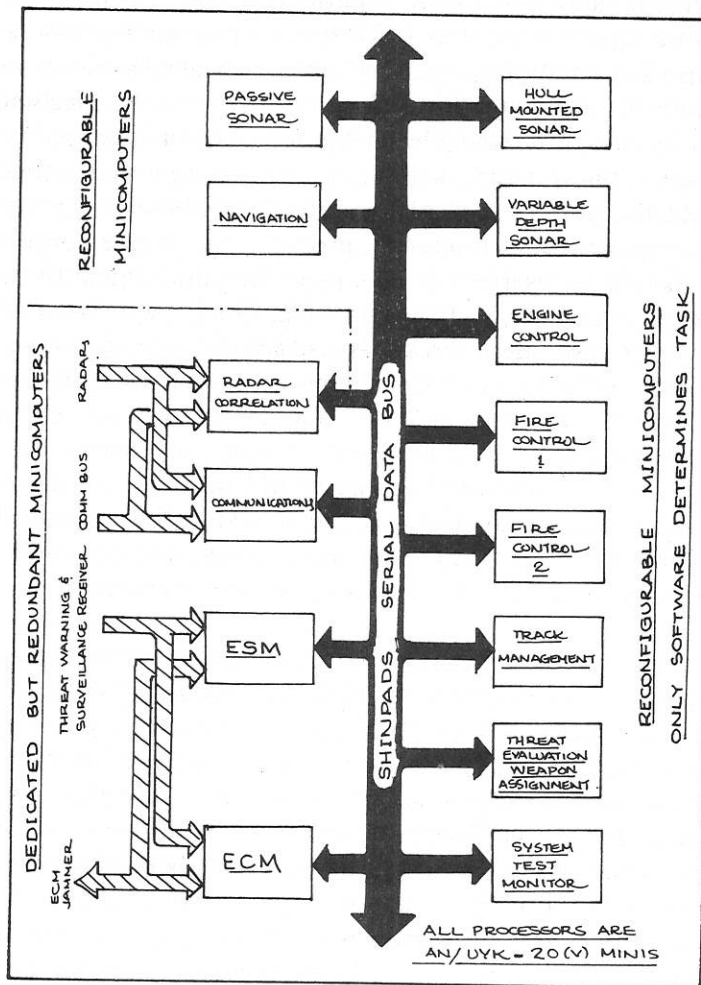 RECONFIGURABLE
MINICOMPUTERS
DEDICATED BUT REDUNDANT MINICOMPUTERS
RADARS
COMM BUS
THREAT WARNING &
SURVEILLANCE RECEIVER
ECM
JAMMER
PASSIVE
SONAR
NAVIGATION
RADAR
CORRELATION
COMMUNICATIONS
ESM
ECM
SHINPADS SERIAL DATA BUS
HULL
MOUNTED
SONAR
VARIABLE
DEPTH
SONAR
ENGINE
CONTROL
FIRE
CONTROL
1
FIRE
CONTROL
2
TRACK
MANAGEMENT
THREAT
EVALUATION
WEAPON
ASSIGNMENT
SYSTEM
TEST
MONITOR
RECONFIGURABLE MINICOMPUTERS
ONLY SOFTWARE DETERMINES TASK
ALL PROCESSORS ARE
AN/UYK-20(V) MINIS